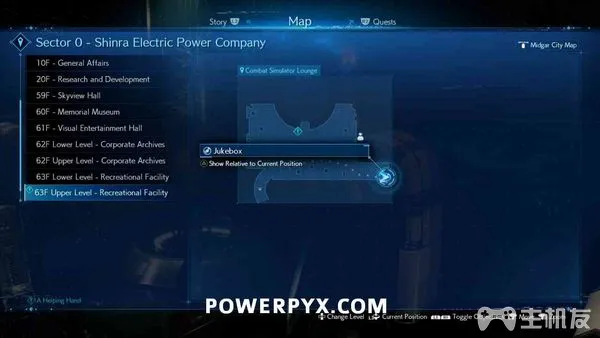 Story Map Quests
Sector 0 - Shinra Electric Power Company
Midgar City Map
10F - General Affairs
20F - Research and Development
59F - Skyview Hall
60F - Memorial Museum
61F - Visual Entertainment Hall
62F Lower Level - Corporate Archives
62F Upper Level - Corporate Archives
63F Lower Level - Recreational Facility
63F Upper Level - Recreational Facility
Combat Simulator Lounge
Jukebox
Show Relative to Current Position
A Helping Hand
POWERPYX.COM
Change Level Current Position Toggle Move Zoom
主机友